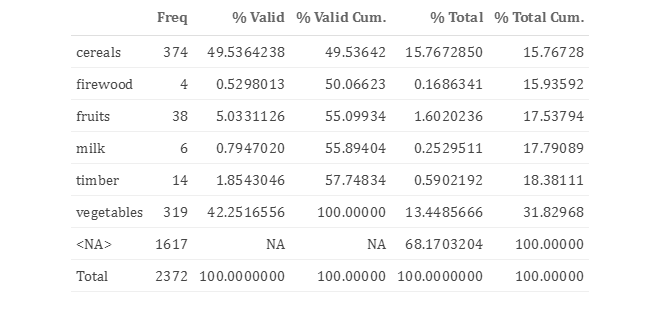 Freq % Valid % Valid Cum. % Total % Total Cum.
cereals 374 49.5364238 49.53642 15.7672850 15.76728
firewood 4 0.5298013 50.06623 0.1686341 15.93592
fruits 38 5.0331126 55.09934 1.6020236 17.53794
milk 6 0.7947020 55.89404 0.2529511 17.79089
timber 14 1.8543046 57.74834 0.5902192 18.38111
vegetables 319 42.2516556 100.00000 13.4485666 31.82968
<NA> 1617 NA NA 68.1703204 100.00000
Total 2372 100.0000000 100.00000 100.0000000 100.00000